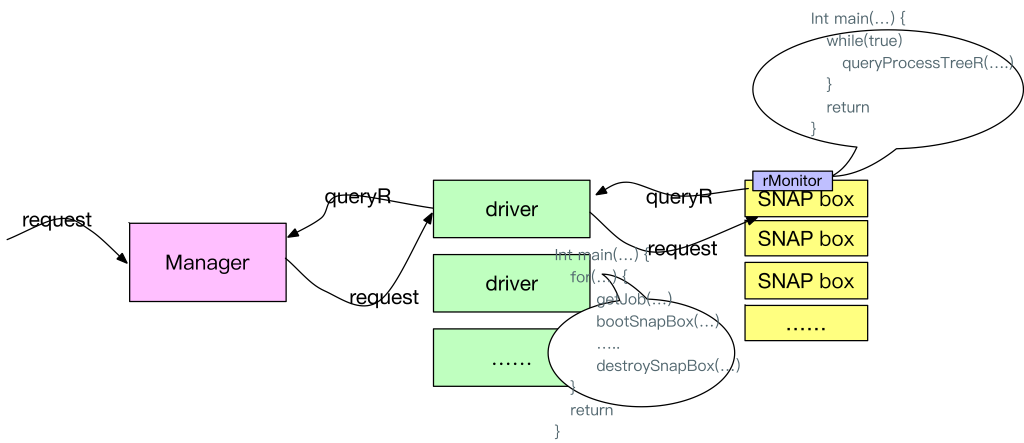 Int main(...) {
while(true)
queryProcessTreeR(....)
}
return
}
rMonitor
queryR
driver
queryR
SNAP box
request
request
SNAP box
Manager
Int main(...) {
driver
for(...) {
SNAP box
request
getJob(...)
bootSnapBox(...)
......
......
.....
destroySnapBox(...)
}
return
}